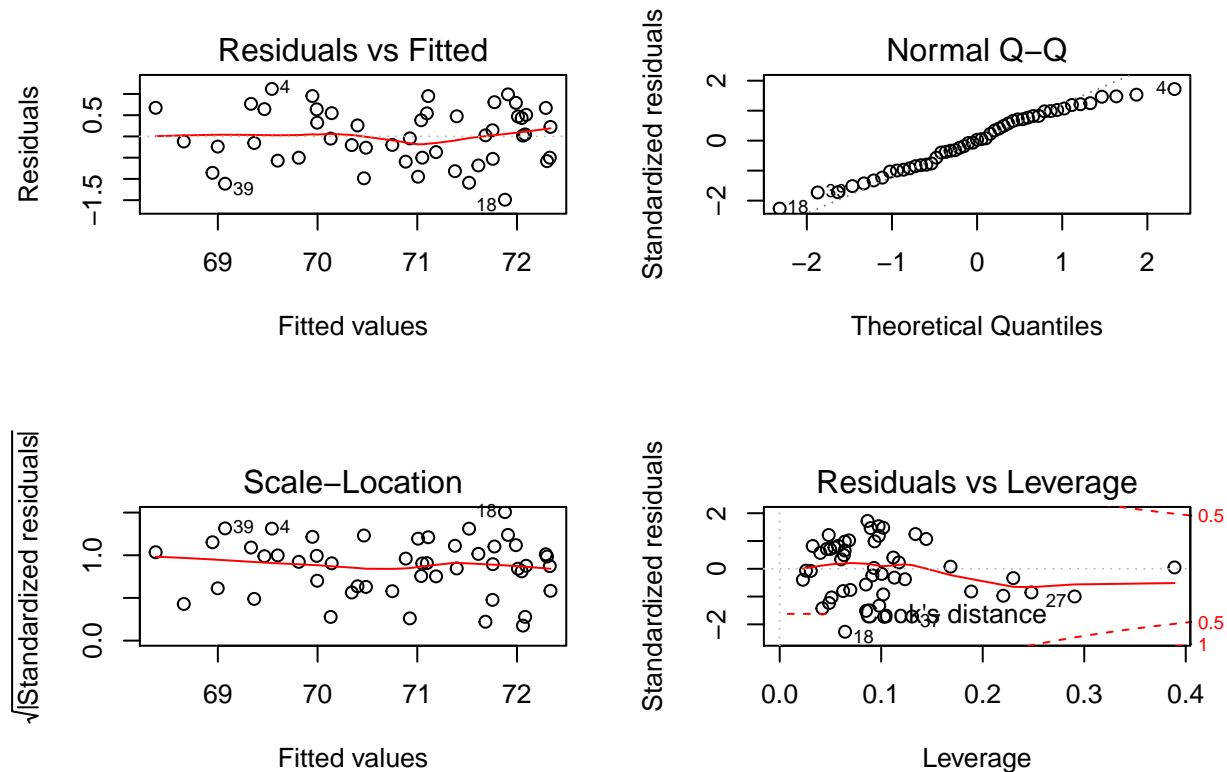 Residuals vs Fitted
Residuals
0.5
−1.5
4
39
18
69 70 71 72
Fitted values
Normal Q−Q
Standardized residuals
2
0
−2
4
39
18
−2 −1 0 1 2
Theoretical Quantiles
Scale−Location
√|Standardized residuals|
1.0
0.0
18
39
4
69 70 71 72
Fitted values
Residuals vs Leverage
Standardized residuals
2
0
−2
0.5
0.5
1
27
Cook's distance
37
18
0.0 0.1 0.2 0.3 0.4
Leverage